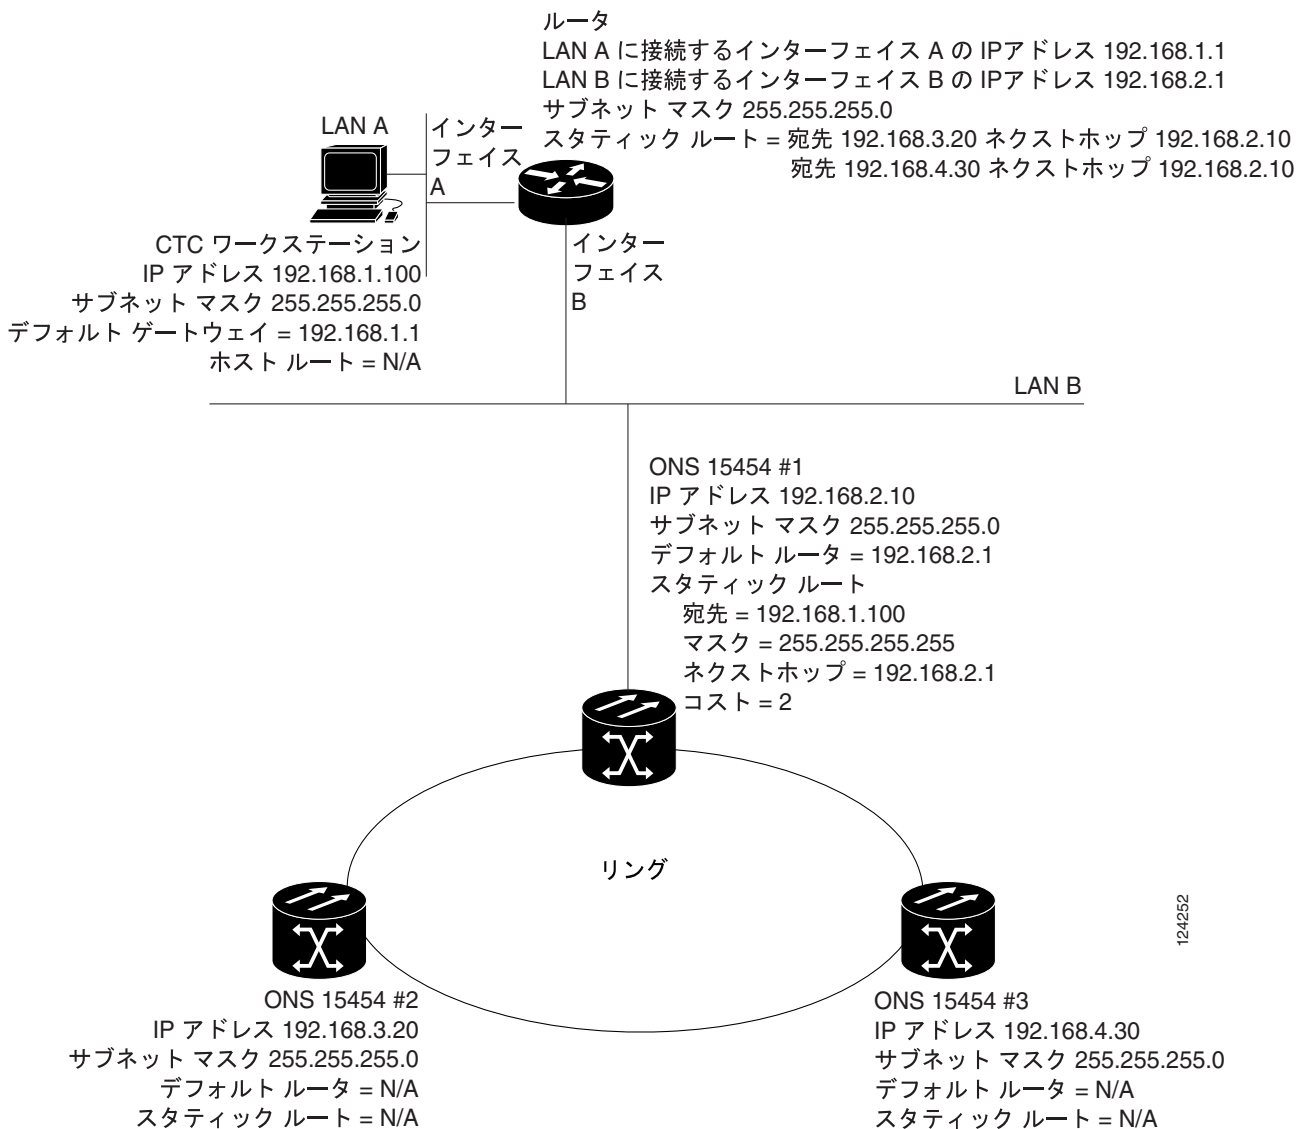 ルータ
LAN A に接続するインターフェイス A の IPアドレス 192.168.1.1
LAN B に接続するインターフェイス B の IPアドレス 192.168.2.1
サブネット マスク 255.255.255.0
スタティック ルート = 宛先 192.168.3.20 ネクストホップ 192.168.2.10
宛先 192.168.4.30 ネクストホップ 192.168.2.10
LAN A
インター
フェイス
A
CTC ワークステーション
IP アドレス 192.168.1.100
サブネット マスク 255.255.255.0
デフォルト ゲートウェイ = 192.168.1.1
ホスト ルート = N/A
インター
フェイス
B
LAN B
ONS 15454 #1
IP アドレス 192.168.2.10
サブネット マスク 255.255.255.0
デフォルト ルータ = 192.168.2.1
スタティック ルート
宛先 = 192.168.1.100
マスク = 255.255.255.255
ネクストホップ = 192.168.2.1
コスト = 2
リング
ONS 15454 #2
IP アドレス 192.168.3.20
サブネット マスク 255.255.255.0
デフォルト ルータ = N/A
スタティック ルート = N/A
ONS 15454 #3
IP アドレス 192.168.4.30
サブネット マスク 255.255.255.0
デフォルト ルータ = N/A
スタティック ルート = N/A
124252